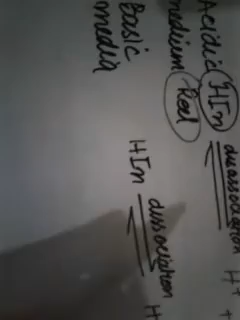 Acidic HIn dissociation ⇌ H+ +
medium Red
Basic
media
HIn dissociation ⇌ H